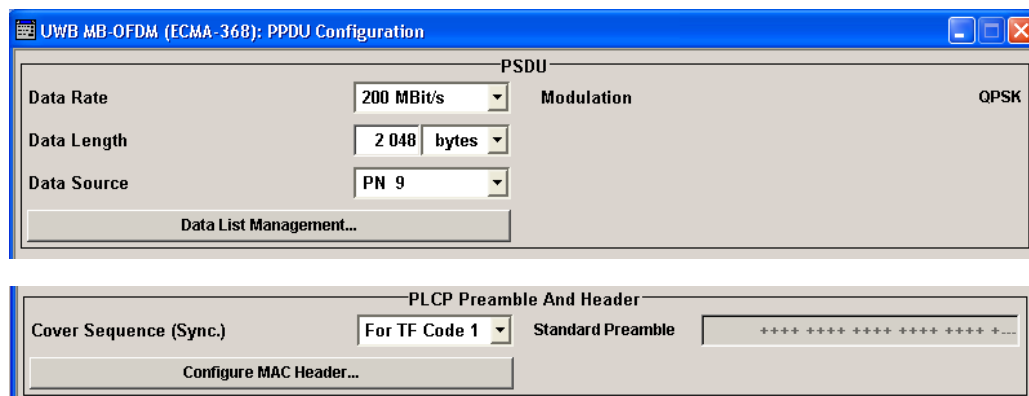 UWB MB-OFDM (ECMA-368): PPDU Configuration
PSDU
Data Rate 200 MBit/s Modulation QPSK
Data Length 2 048 bytes
Data Source PN 9
Data List Management...
PLCP Preamble And Header
Cover Sequence (Sync.) For TF Code 1 Standard Preamble ++++ ++++ ++++ ++++ ++++ +...
Configure MAC Header...